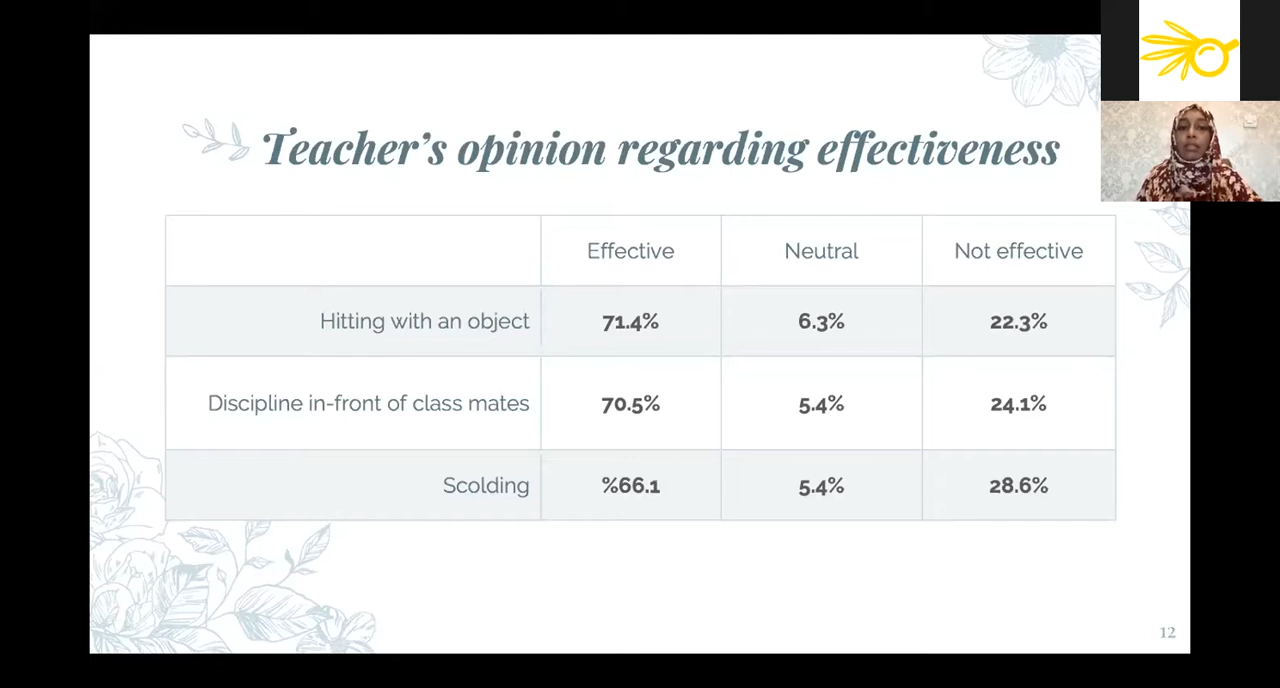 Teacher’s opinion regarding effectiveness
Effective Neutral Not effective
Hitting with an object 71.4% 6.3% 22.3%
Discipline in-front of class mates 70.5% 5.4% 24.1%
Scolding %66.1 5.4% 28.6%
12